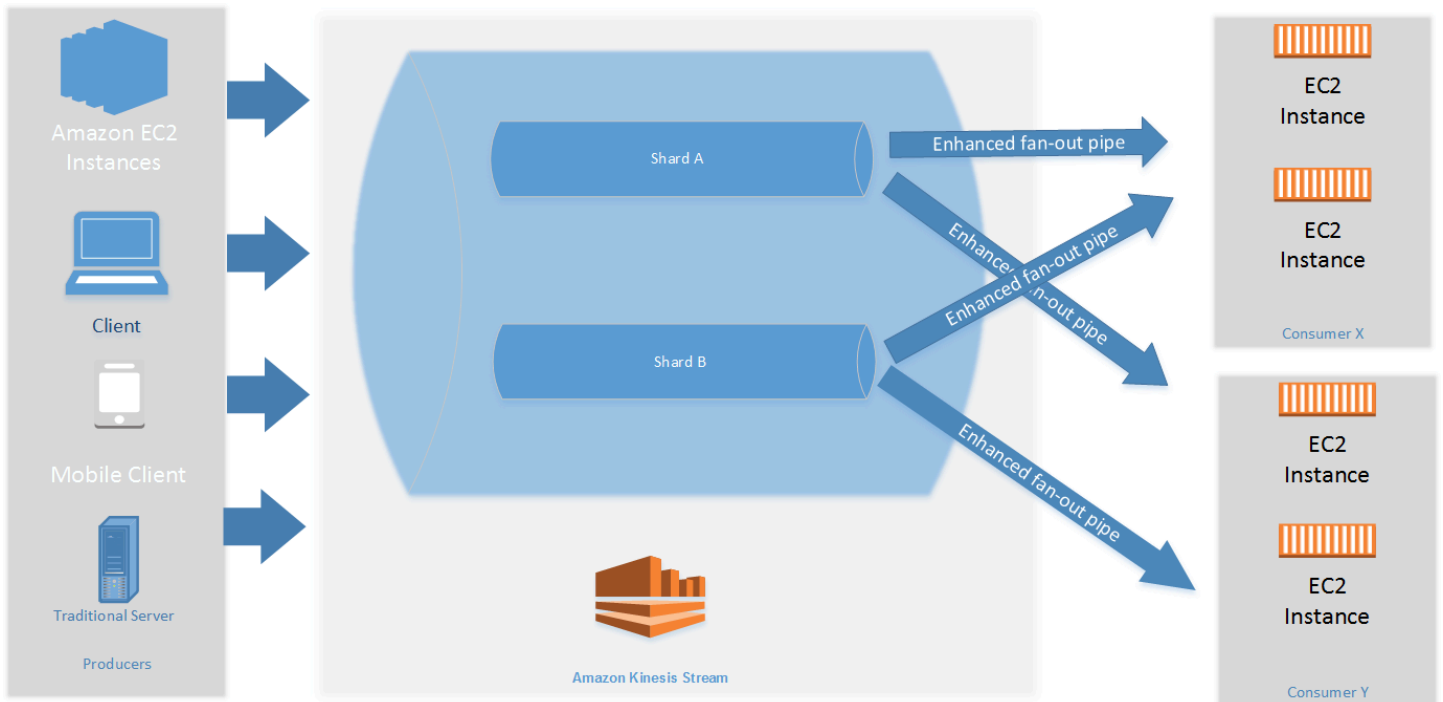 Amazon EC2
Instances
Client
Mobile Client
Traditional Server
Producers
Shard A
Shard B
Amazon Kinesis Stream
Enhanced fan-out pipe
Enhanced fan-out pipe
Enhanced fan-out pipe
Enhanced fan-out pipe
EC2
Instance
EC2
Instance
Consumer X
EC2
Instance
EC2
Instance
Consumer Y